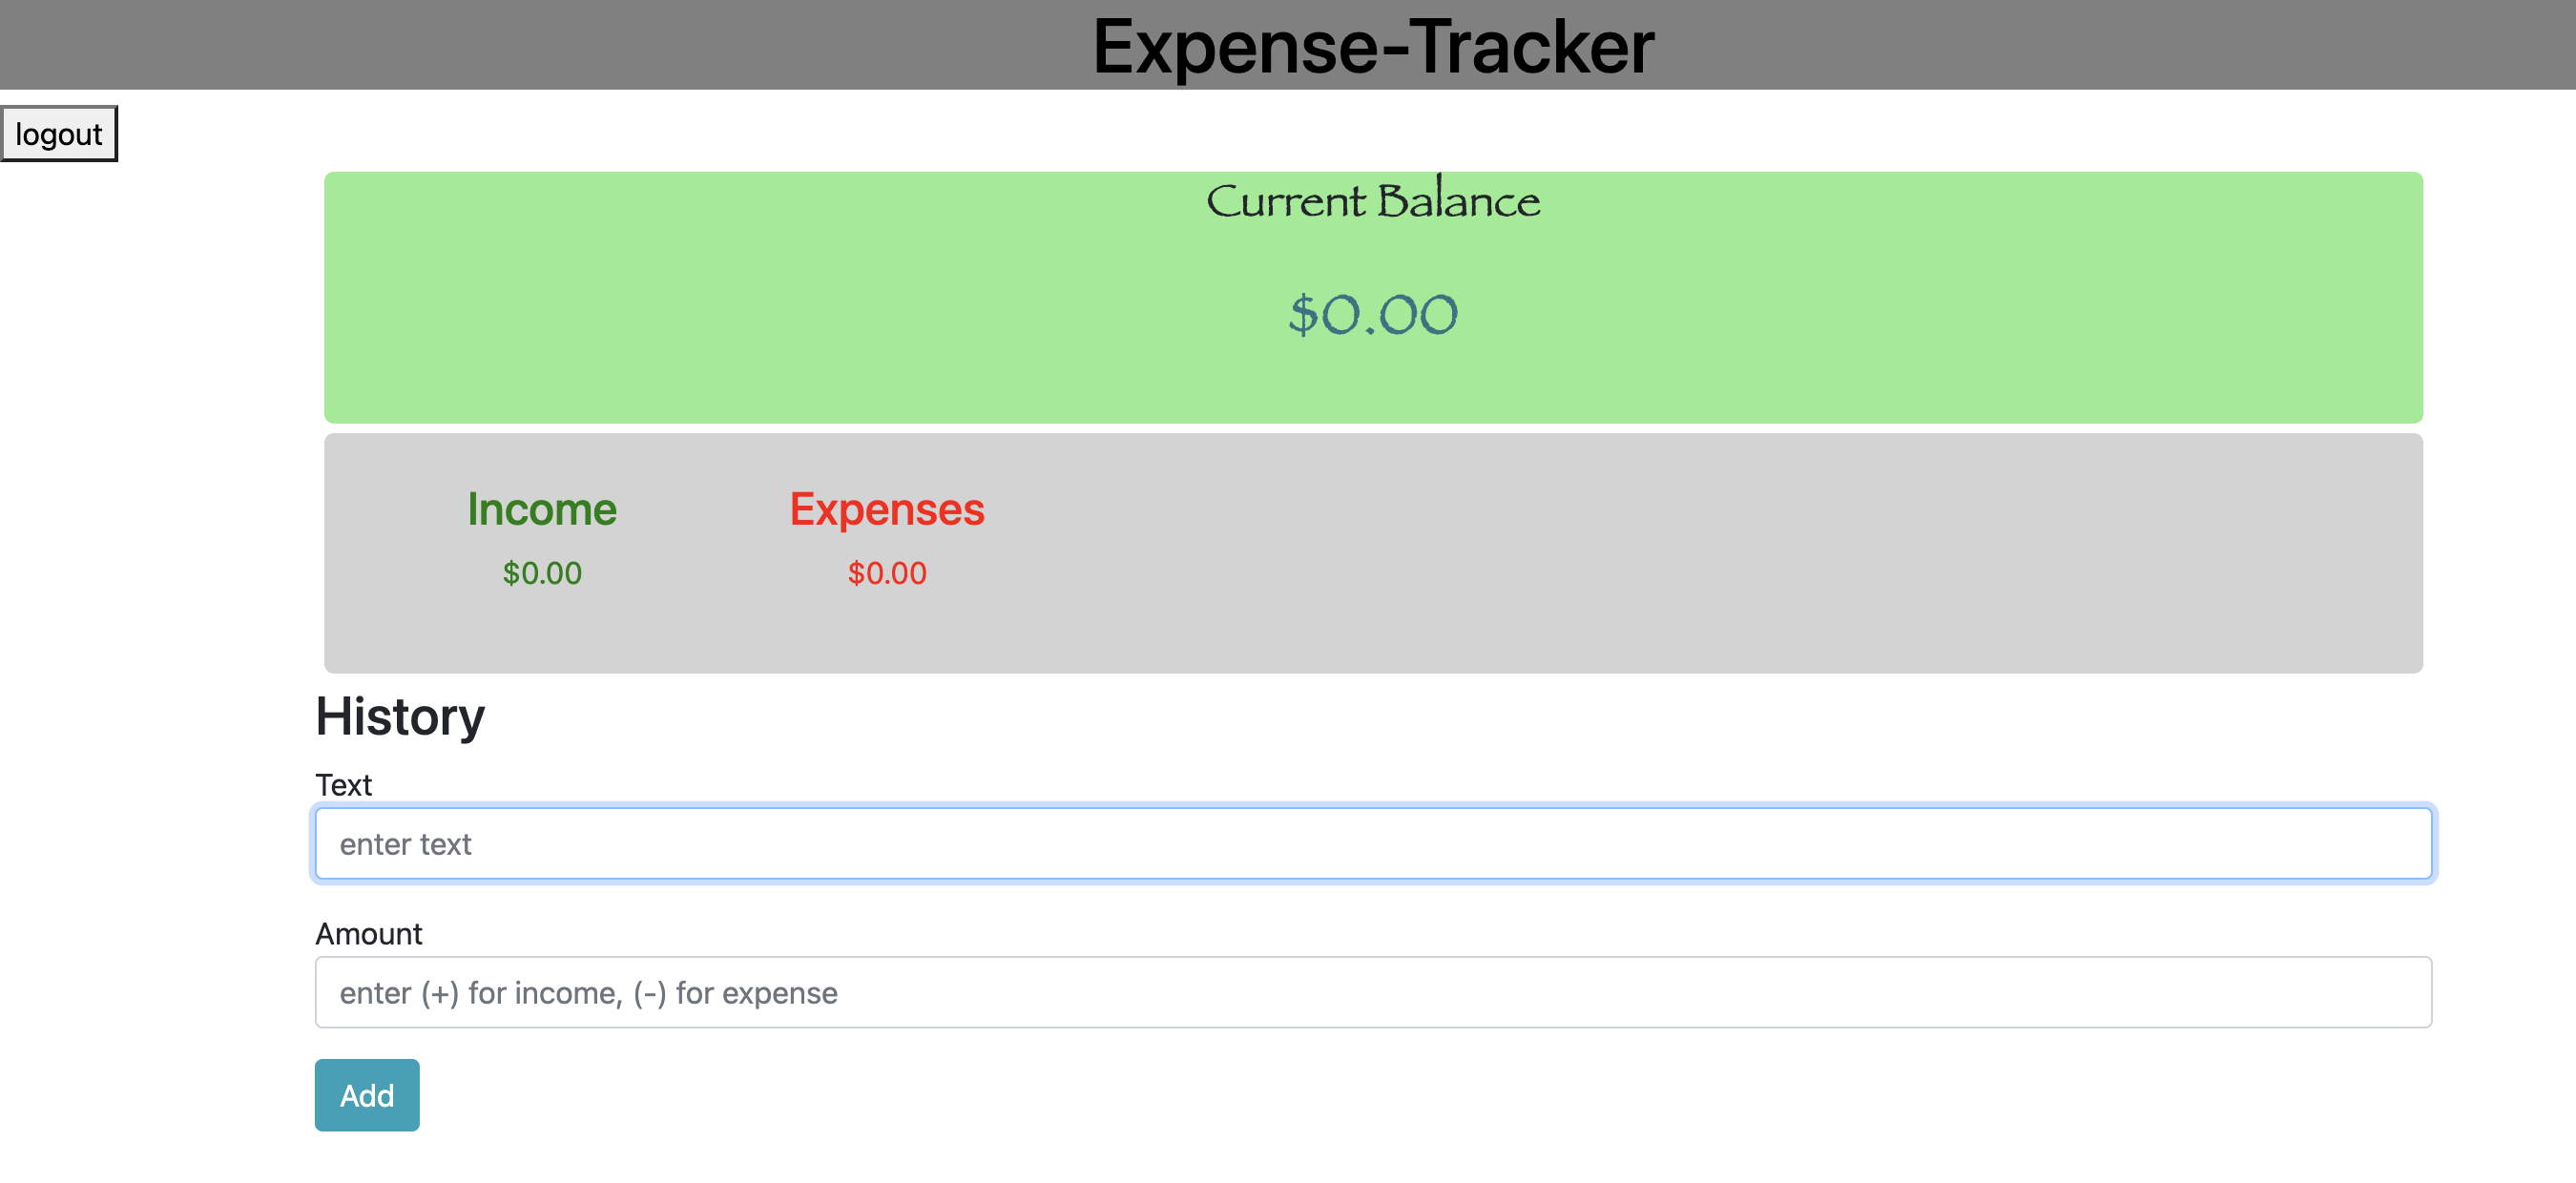 Expense-Tracker
logout
Current Balance
$0.00
Income Expenses
$0.00 $0.00
History
Text
enter text
Amount
enter (+) for income, (-) for expense
Add